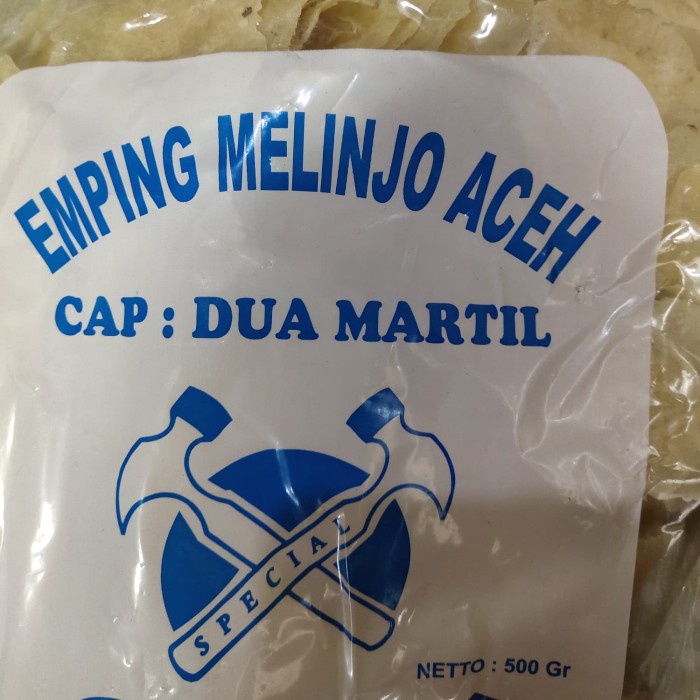 EMPING MELINJO ACEH
CAP : DUA MARTIL
SPECIAL
NETTO : 500 Gr